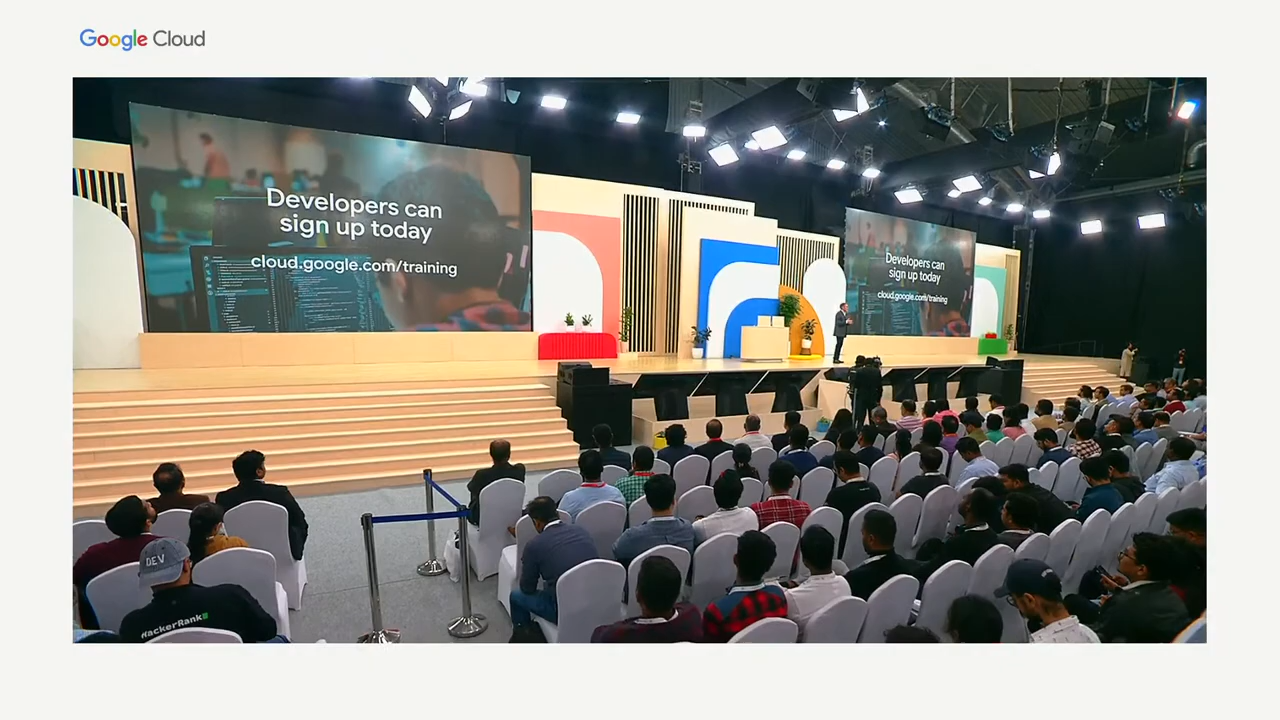 Google Cloud
Developers can
sign up today
cloud.google.com/training
Developers can
sign up today
cloud.google.com/training
DEV
HackerRank